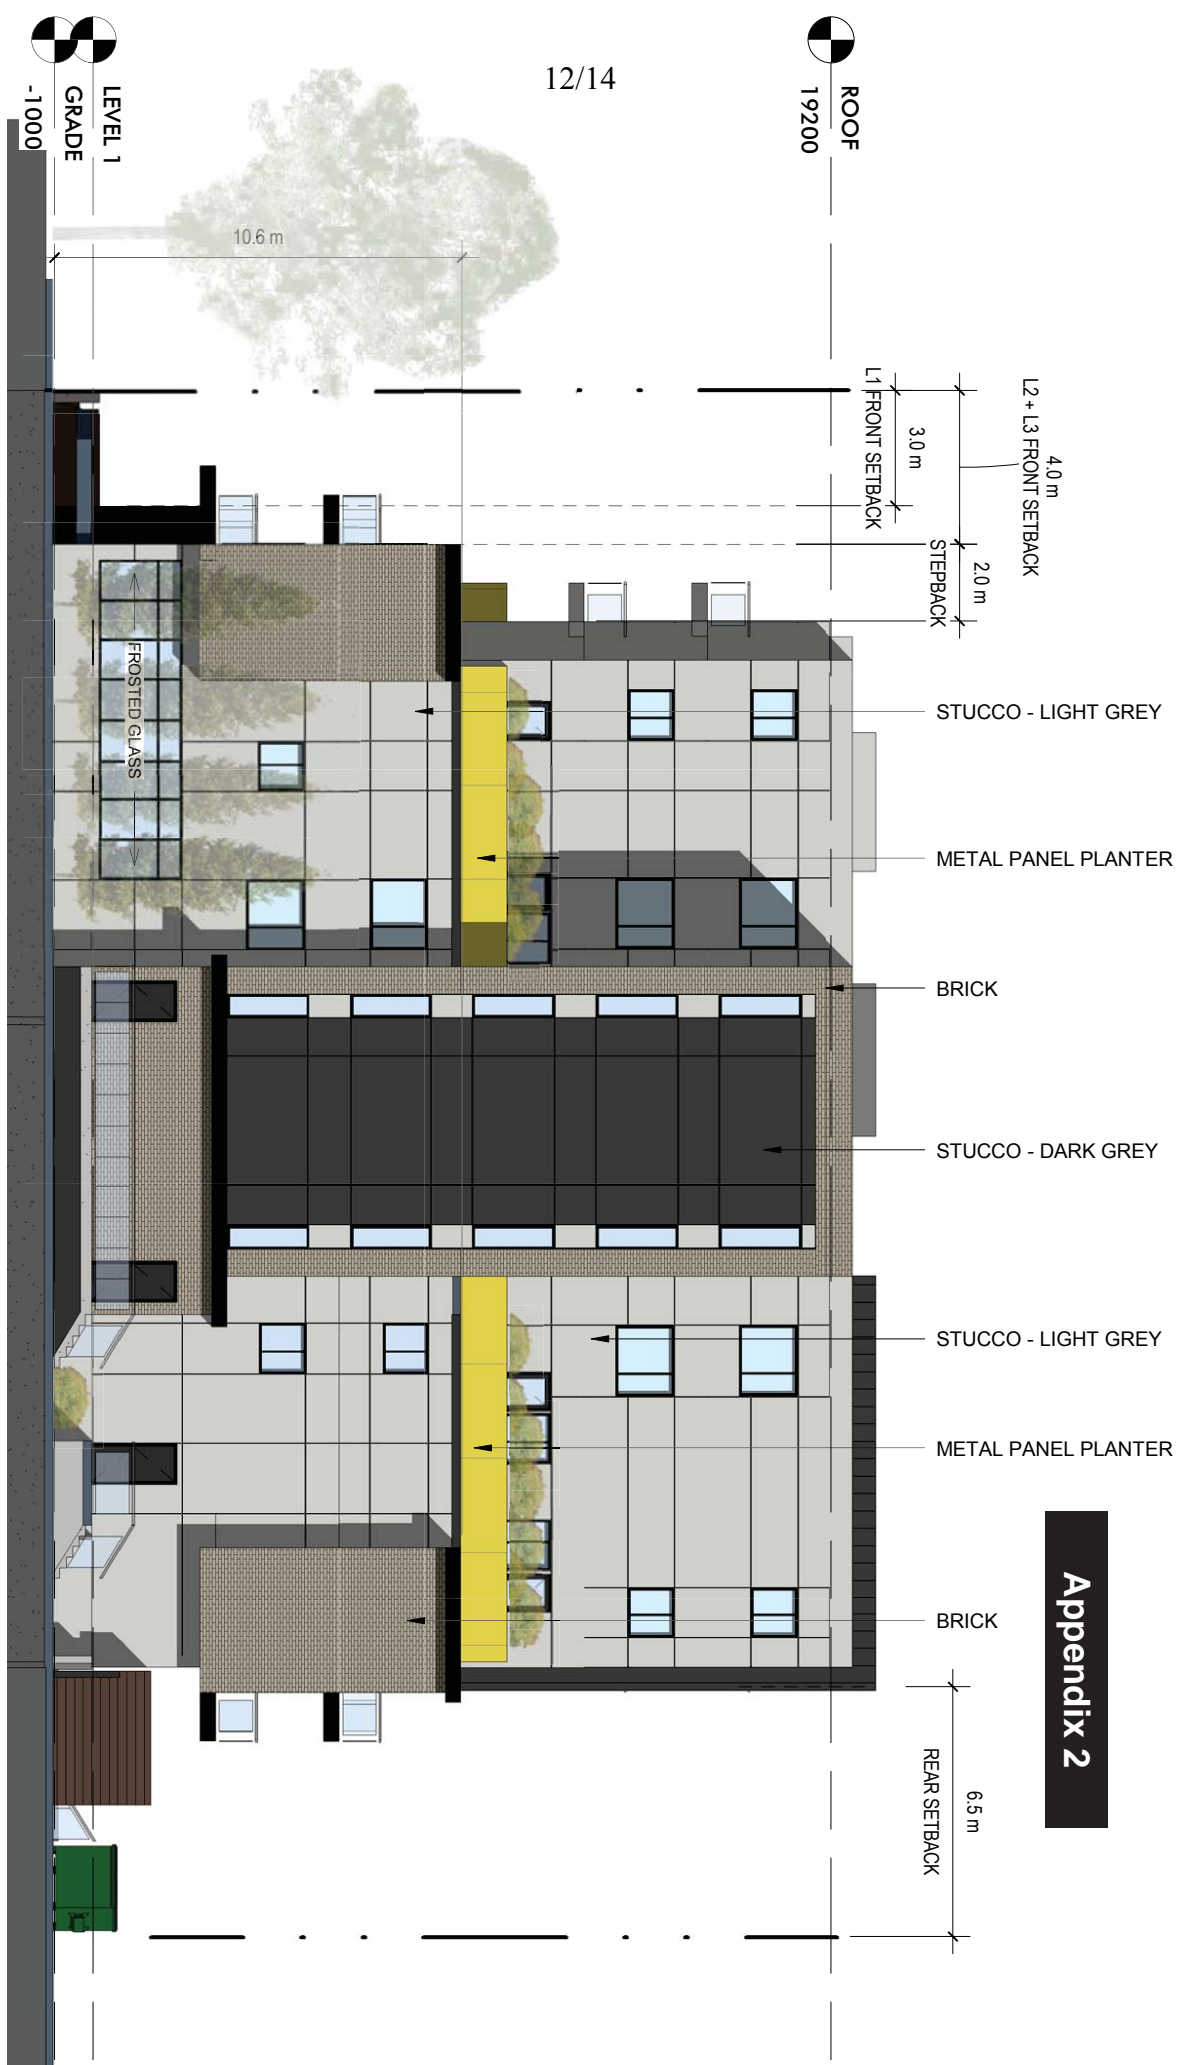 12/14
ROOF
19200
LEVEL 1
GRADE
-1000
10.6 m
4.0 m
L2 + L3 FRONT SETBACK
3.0 m
L1 FRONT SETBACK
2.0 m
STEPBACK
FROSTED GLASS
STUCCO - LIGHT GREY
METAL PANEL PLANTER
BRICK
STUCCO - DARK GREY
STUCCO - LIGHT GREY
METAL PANEL PLANTER
BRICK
Appendix 2
6.5 m
REAR SETBACK